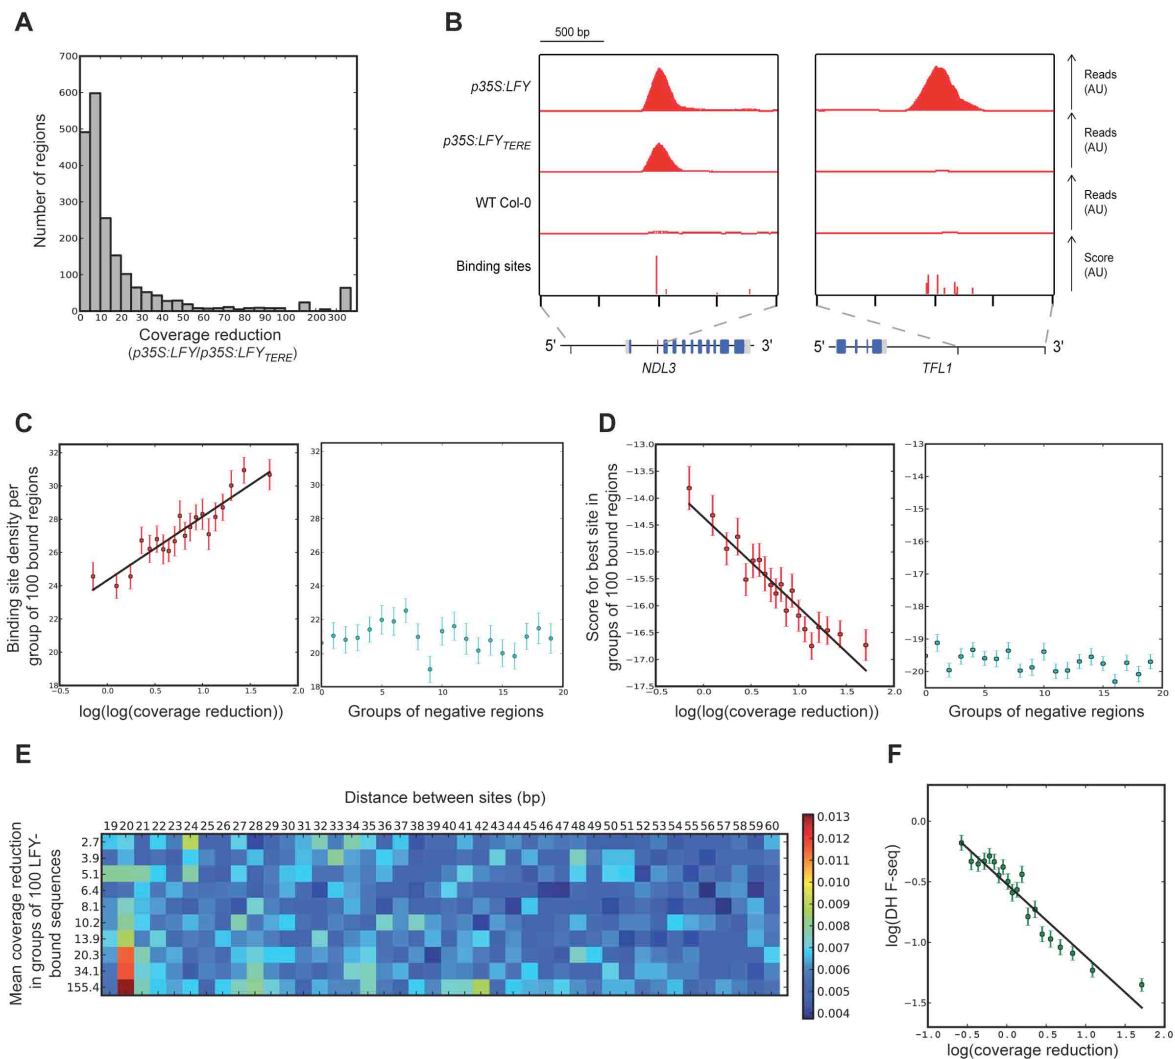 A
700
600
500
400
300
200
100
0
0 10 20 30 40 50 60 70 80 90 100 200 300
Number of regions
Coverage reduction
(p35S:LFY/p35S:LFY_TERE)
B
500 bp
p35S:LFY
p35S:LFY_TERE
WT Col-0
Binding sites
Reads
(AU)
Reads
(AU)
Reads
(AU)
Score
(AU)
5'
3'
NDL3
5'
3'
TFL1
C
Binding site density per
group of 100 bound regions
32
30
28
26
24
22
20
18
−0.5 0.0 0.5 1.0 1.5 2.0
log(log(coverage reduction))
32
30
28
26
24
22
20
18
0 5 10 15 20
Groups of negative regions
D
Score for best site in
groups of 100 bound regions
−13.0
−13.5
−14.0
−14.5
−15.0
−15.5
−16.0
−16.5
−17.0
−17.5
−0.5 0.0 0.5 1.0 1.5 2.0
log(log(coverage reduction))
−13
−14
−15
−16
−17
−18
−19
−20
−21
0 5 10 15 20
Groups of negative regions
E
Distance between sites (bp)
19 20 21 22 23 24 25 26 27 28 29 30 31 32 33 34 35 36 37 38 39 40 41 42 43 44 45 46 47 48 49 50 51 52 53 54 55 56 57 58 59 60
Mean coverage reduction
in groups of 100 LFY-
bound sequences
2.7
3.9
5.1
6.4
8.1
10.2
13.9
20.3
34.1
155.4
0.013
0.012
0.011
0.010
0.009
0.008
0.007
0.006
0.005
0.004
F
log(DH F-seq)
0.0
−0.5
−1.0
−1.5
−1.0 −0.5 0.0 0.5 1.0 1.5 2.0
log(coverage reduction)